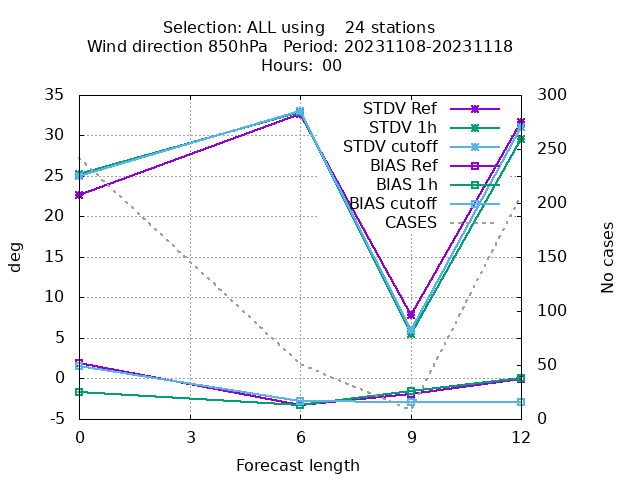 Selection: ALL using    24 stations
Wind direction 850hPa   Period: 20231108-20231118
Hours: 00
35
30
25
20
15
10
5
0
-5
300
250
200
150
100
50
0
STDV Ref
STDV 1h
STDV cutoff
BIAS Ref
BIAS 1h
BIAS cutoff
CASES
deg
No cases
0 3 6 9 12
Forecast length